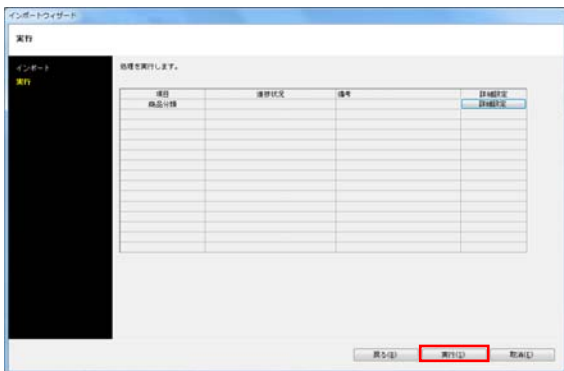 インポートウィザード
実行
インポート
実行
処理を実行します。
項目 進捗状況 備考 詳細設定
商品分類 詳細設定
戻る(B) 実行(I) 取消(C)